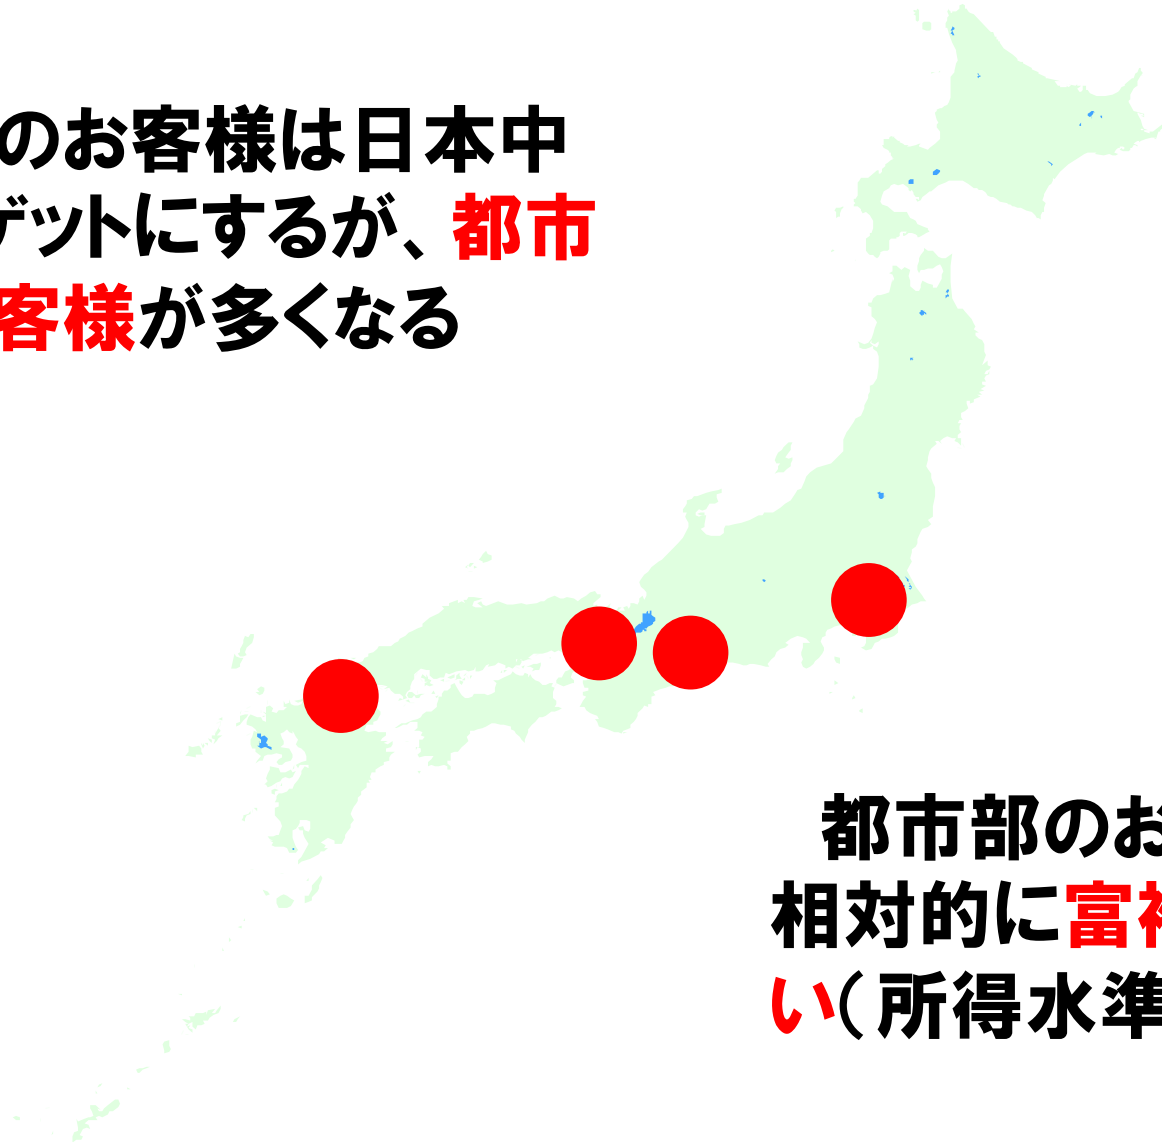 のお客様は日本中
ゲットにするが、都市
客様が多くなる
都市部のお
相対的に富裕
い（所得水準